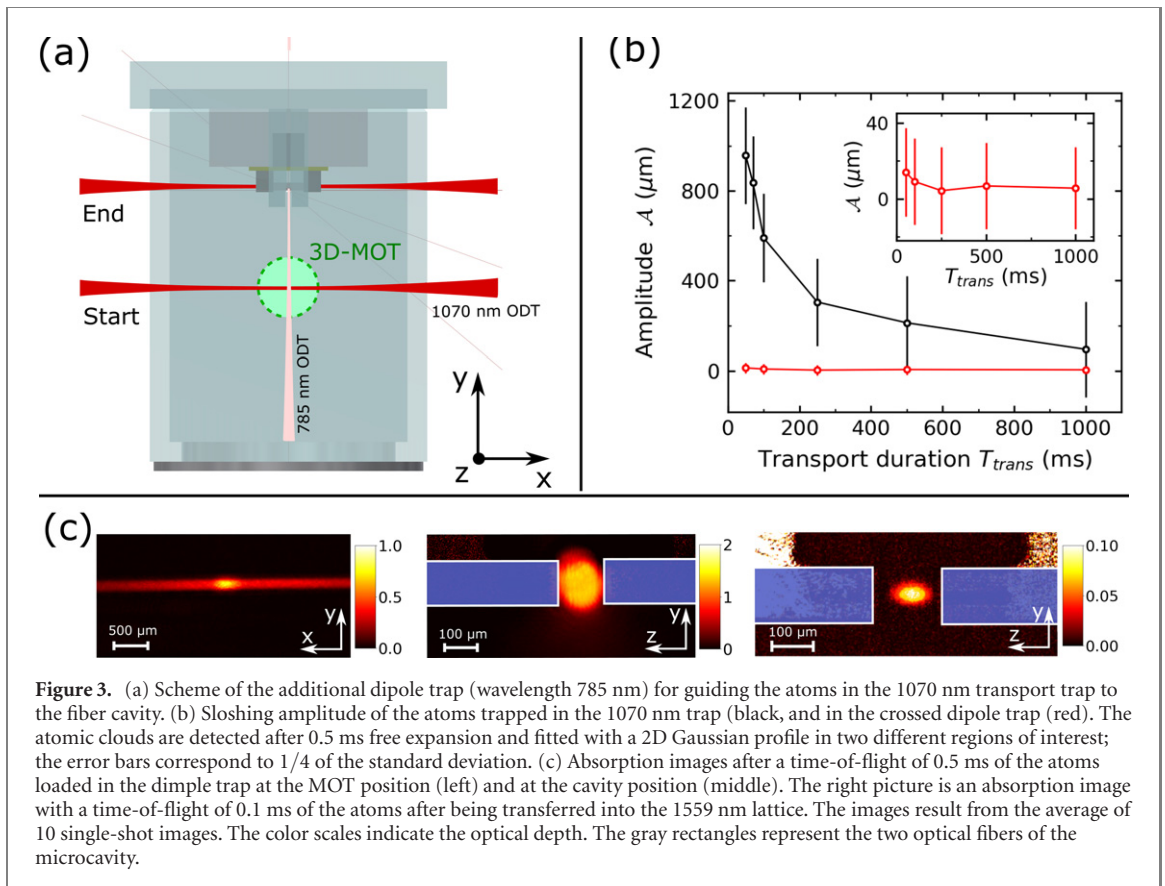 (a)
End
3D-MOT
Start
1070 nm ODT
785 nm ODT
y
z
x
(b)
1200
1000
800
600
400
200
0
Amplitude 𝒜 (μm)
0
200
400
600
800
1000
Transport duration T_trans (ms)
40
0
𝒜 (μm)
0
500
1000
T_trans (ms)
(c)
1.0
0.5
0.0
500 μm
y
x
2
1
0
100 μm
y
z
0.10
0.05
0.00
100 μm
y
z
Figure 3. (a) Scheme of the additional dipole trap (wavelength 785 nm) for guiding the atoms in the 1070 nm transport trap to
the fiber cavity. (b) Sloshing amplitude of the atoms trapped in the 1070 nm trap (black, and in the crossed dipole trap (red). The
atomic clouds are detected after 0.5 ms free expansion and fitted with a 2D Gaussian profile in two different regions of interest;
the error bars correspond to 1/4 of the standard deviation. (c) Absorption images after a time-of-flight of 0.5 ms of the atoms
loaded in the dimple trap at the MOT position (left) and at the cavity position (middle). The right picture is an absorption image
with a time-of-flight of 0.1 ms of the atoms after being transferred into the 1559 nm lattice. The images result from the average of
10 single-shot images. The color scales indicate the optical depth. The gray rectangles represent the two optical fibers of the
microcavity.